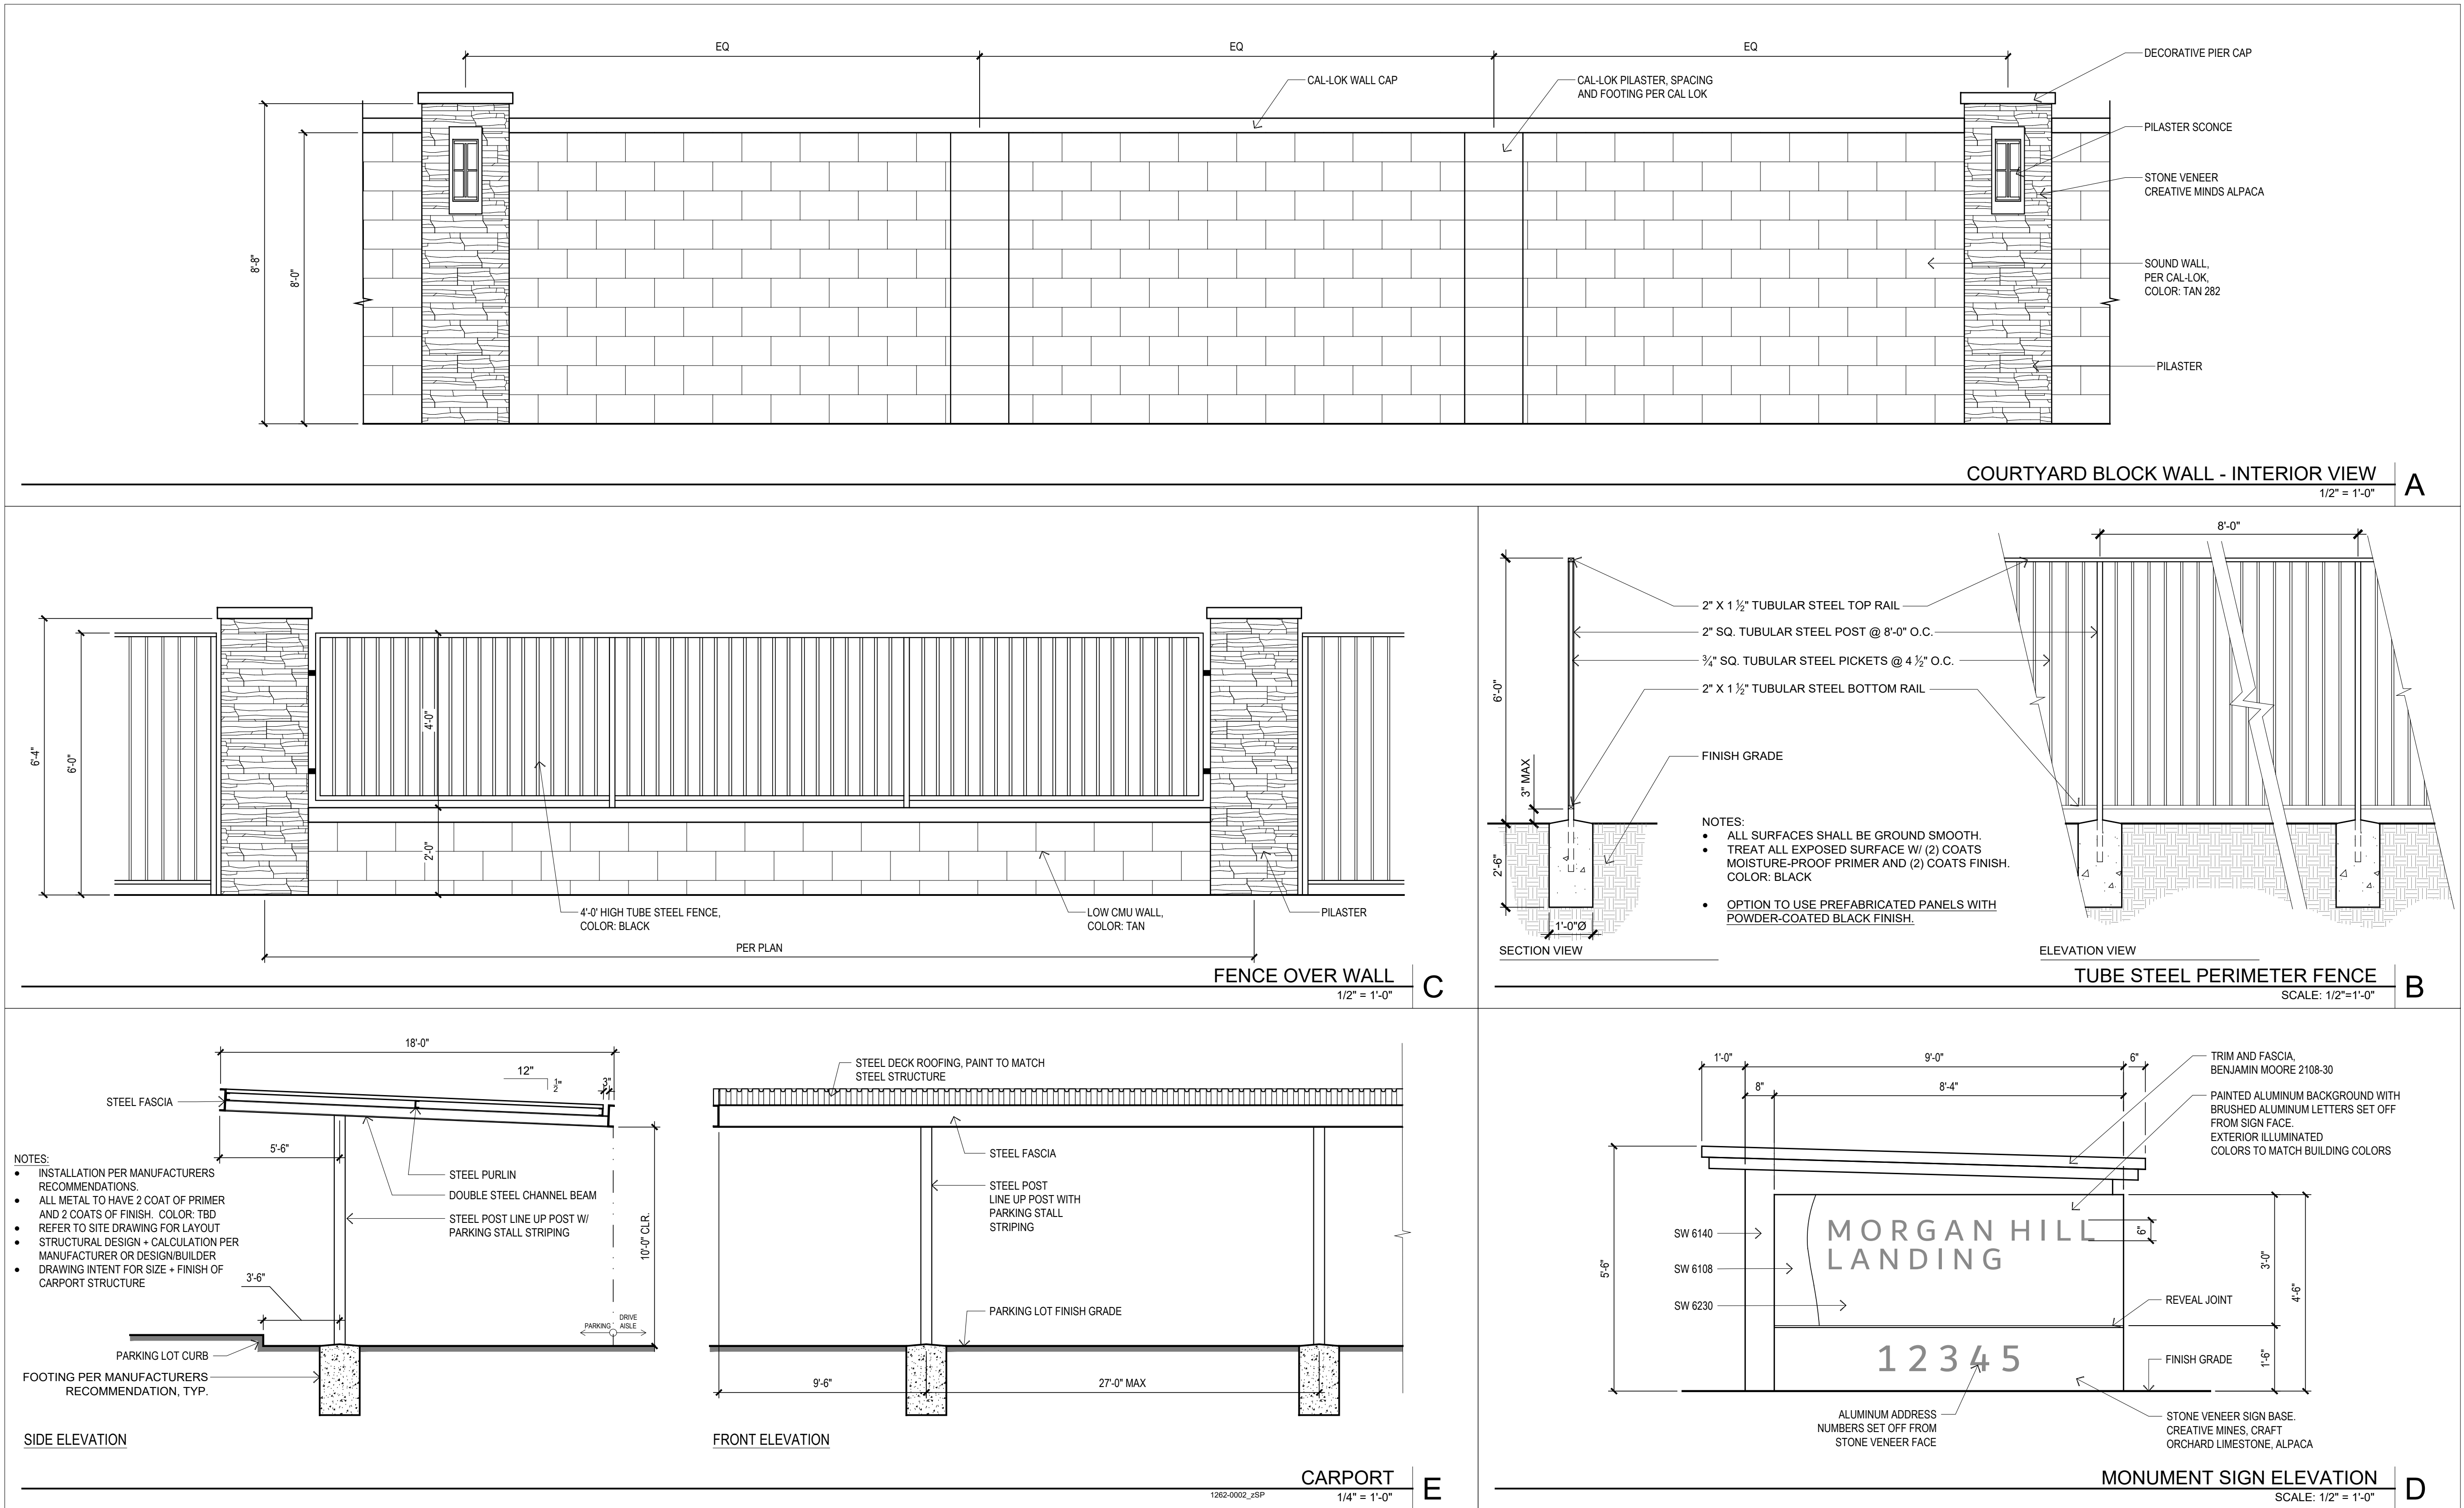 EQ
EQ
EQ
DECORATIVE PIER CAP
CAL-LOK WALL CAP
CAL-LOK PILASTER, SPACING
AND FOOTING PER CAL LOK
PILASTER SCONCE
STONE VENEER
CREATIVE MINDS ALPACA
8'-8"
8'-0"
SOUND WALL,
PER CAL-LOK,
COLOR: TAN 282
PILASTER
COURTYARD BLOCK WALL - INTERIOR VIEW
1/2" = 1'-0"
A
6'-4"
6'-0"
4'-0"
2'-0"
4'-0' HIGH TUBE STEEL FENCE,
COLOR: BLACK
LOW CMU WALL,
COLOR: TAN
PILASTER
PER PLAN
FENCE OVER WALL
1/2" = 1'-0"
C
8'-0"
2" X 1 ½" TUBULAR STEEL TOP RAIL
2" SQ. TUBULAR STEEL POST @ 8'-0" O.C.
¾" SQ. TUBULAR STEEL PICKETS @ 4 ½" O.C.
2" X 1 ½" TUBULAR STEEL BOTTOM RAIL
6'-0"
3" MAX
FINISH GRADE
2'-6"
1'-0"Ø
NOTES:
● ALL SURFACES SHALL BE GROUND SMOOTH.
● TREAT ALL EXPOSED SURFACE W/ (2) COATS
MOISTURE-PROOF PRIMER AND (2) COATS FINISH.
COLOR: BLACK
● OPTION TO USE PREFABRICATED PANELS WITH
POWDER-COATED BLACK FINISH.
SECTION VIEW
ELEVATION VIEW
TUBE STEEL PERIMETER FENCE
SCALE: 1/2"=1'-0"
B
18'-0"
12"
½"
3"
STEEL FASCIA
5'-6"
NOTES:
● INSTALLATION PER MANUFACTURERS
RECOMMENDATIONS.
● ALL METAL TO HAVE 2 COAT OF PRIMER
AND 2 COATS OF FINISH. COLOR: TBD
● REFER TO SITE DRAWING FOR LAYOUT
● STRUCTURAL DESIGN + CALCULATION PER
MANUFACTURER OR DESIGN/BUILDER
● DRAWING INTENT FOR SIZE + FINISH OF
CARPORT STRUCTURE
STEEL PURLIN
DOUBLE STEEL CHANNEL BEAM
STEEL POST LINE UP POST W/
PARKING STALL STRIPING
10'-0" CLR.
3'-6"
PARKING
DRIVE
AISLE
PARKING LOT CURB
FOOTING PER MANUFACTURERS
RECOMMENDATION, TYP.
SIDE ELEVATION
STEEL DECK ROOFING, PAINT TO MATCH
STEEL STRUCTURE
STEEL FASCIA
STEEL POST
LINE UP POST WITH
PARKING STALL
STRIPING
PARKING LOT FINISH GRADE
9'-6"
27'-0" MAX
FRONT ELEVATION
CARPORT
1262-0002_zSP
1/4" = 1'-0"
E
1'-0"
9'-0"
6"
8"
8'-4"
TRIM AND FASCIA,
BENJAMIN MOORE 2108-30
PAINTED ALUMINUM BACKGROUND WITH
BRUSHED ALUMINUM LETTERS SET OFF
FROM SIGN FACE.
EXTERIOR ILLUMINATED
COLORS TO MATCH BUILDING COLORS
5'-6"
SW 6140
SW 6108
SW 6230
MORGAN HILL
LANDING
6"
3'-0"
4'-6"
1'-6"
REVEAL JOINT
12345
FINISH GRADE
ALUMINUM ADDRESS
NUMBERS SET OFF FROM
STONE VENEER FACE
STONE VENEER SIGN BASE.
CREATIVE MINES, CRAFT
ORCHARD LIMESTONE, ALPACA
MONUMENT SIGN ELEVATION
SCALE: 1/2" = 1'-0"
D